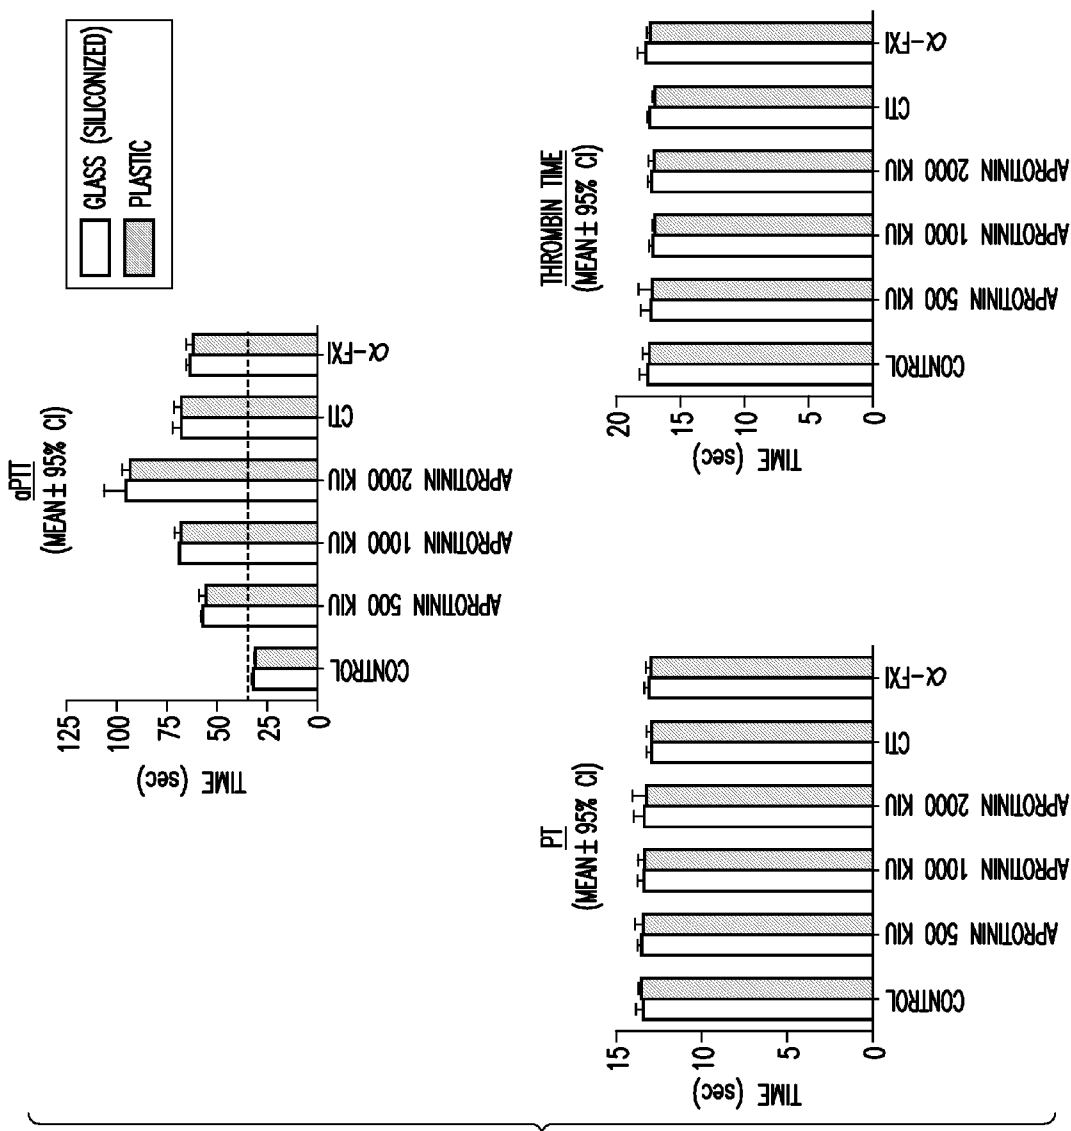 GLASS (SILICONIZED)
PLASTIC
aPTT
(MEAN ± 95% CI)
TIME (sec)
125
100
75
50
25
0
CONTROL
APROTININ 500 KIU
APROTININ 1000 KIU
APROTININ 2000 KIU
CTI
α-FXI
PT
(MEAN ± 95% CI)
TIME (sec)
15
10
5
0
CONTROL
APROTININ 500 KIU
APROTININ 1000 KIU
APROTININ 2000 KIU
CTI
α-FXI
THROMBIN TIME
(MEAN ± 95% CI)
TIME (sec)
20
15
10
5
0
CONTROL
APROTININ 500 KIU
APROTININ 1000 KIU
APROTININ 2000 KIU
CTI
α-FXI